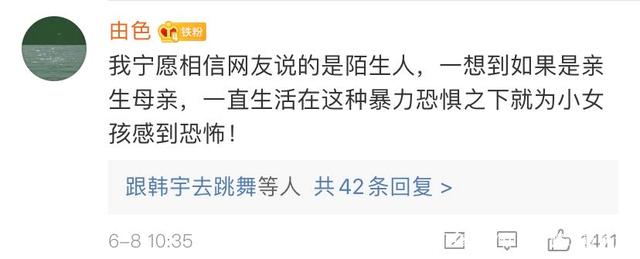 由色 铁粉
我宁愿相信网友说的是陌生人，一想到如果是亲
生母亲，一直生活在这种暴力恐惧之下就为小女
孩感到恐怖！
跟韩宇去跳舞等人 共42条回复 >
6-8 10:35 1411